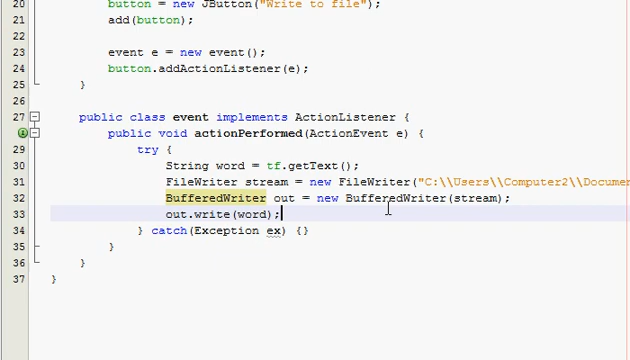 20 button = new JButton("Write to file");
21 add(button);
22
23 event e = new event();
24 button.addActionListener(e);
25 }
26
27 public class event implements ActionListener {
public void actionPerformed(ActionEvent e) {
29 try {
30 String word = tf.getText();
31 FileWriter stream = new FileWriter("C:\\Users\\Computer2\\Documen
32 BufferedWriter out = new BufferedWriter(stream);
33 out.write(word);
34 } catch(Exception ex) {}
35 }
36 }
37 }